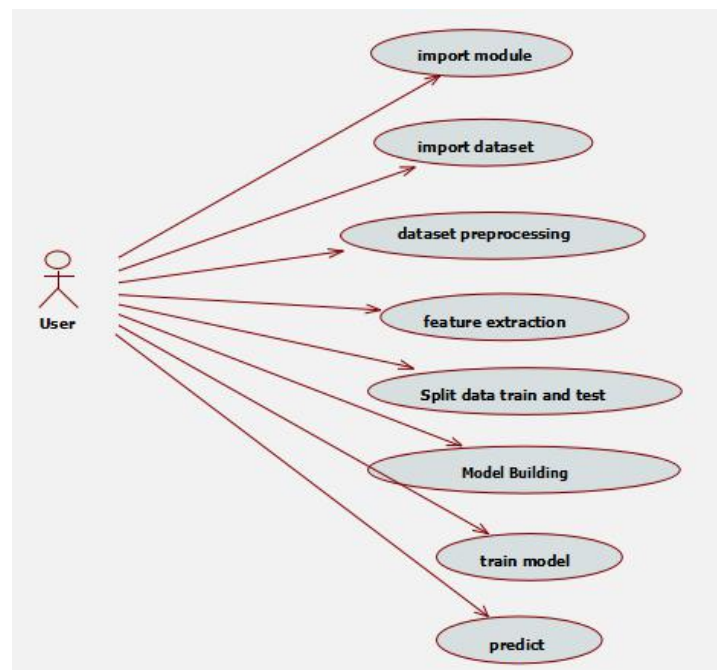 import module
import dataset
dataset preprocessing
User
feature extraction
Split data train and test
Model Building
train model
predict